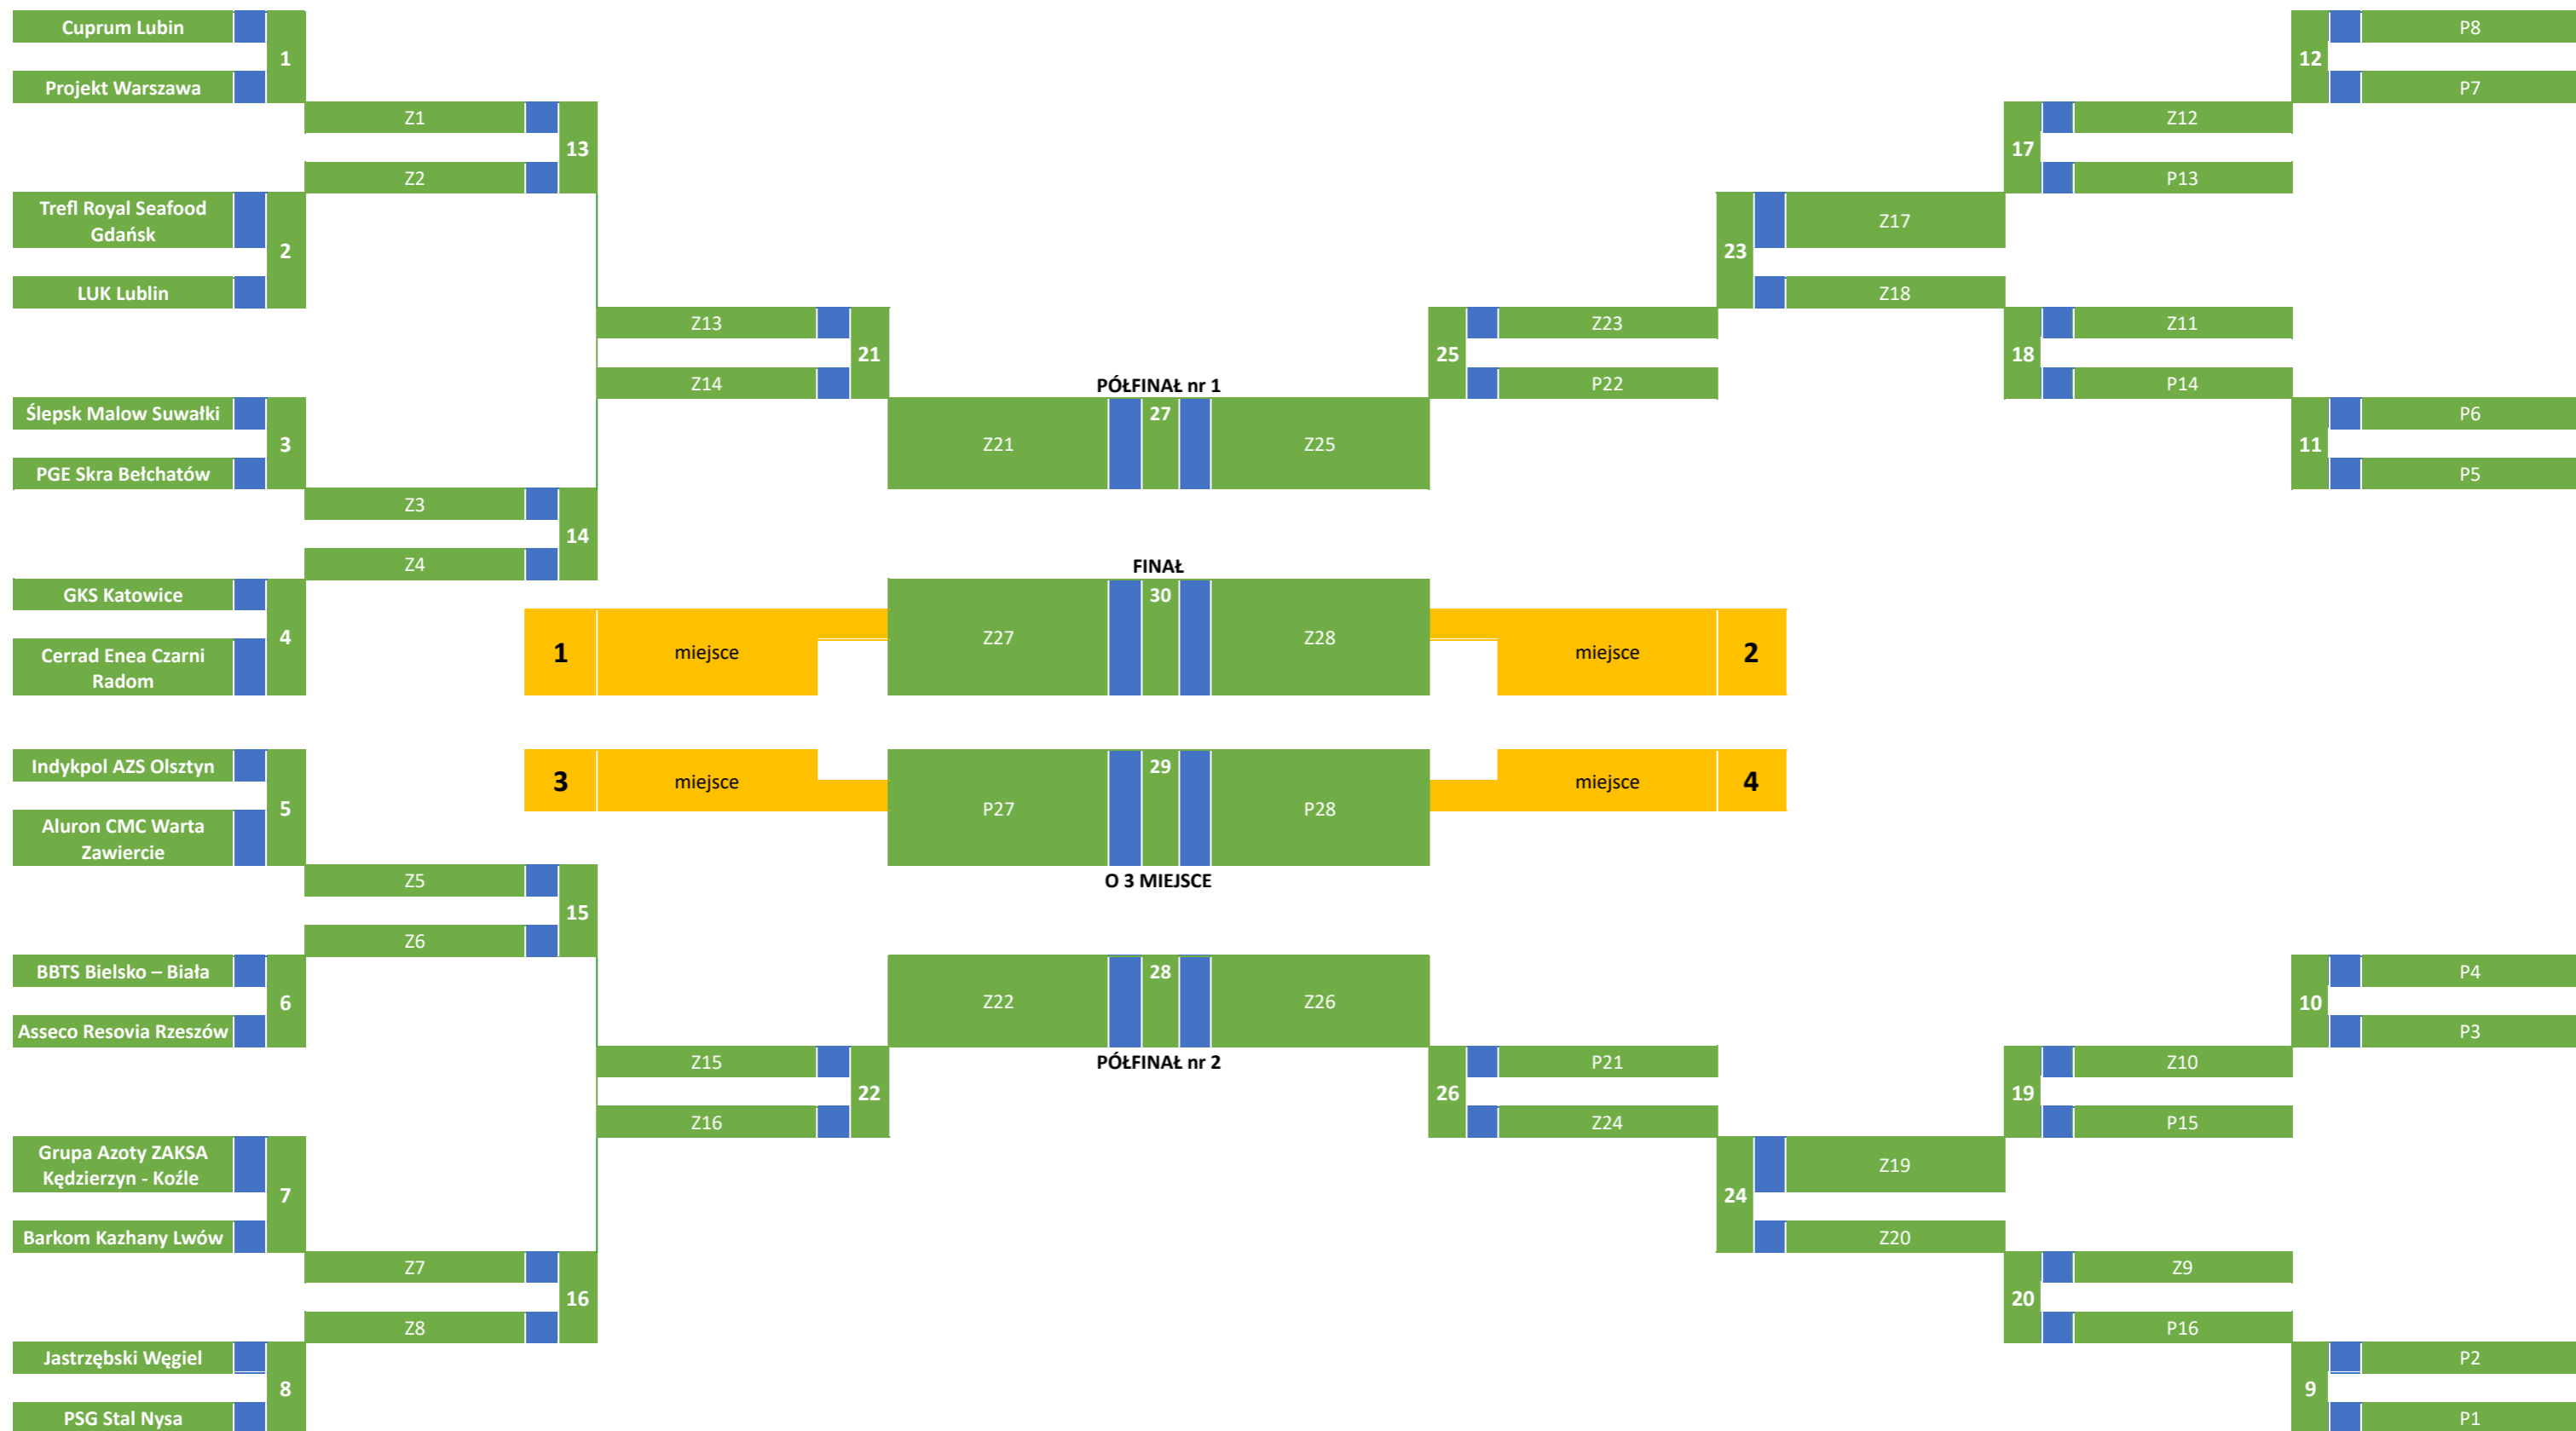 Cuprum Lubin
1
Projekt Warszawa
Z1
13
Z2
Trefl Royal Seafood
Gdańsk
2
LUK Lublin
Z13
21
Z14
Ślepsk Malow Suwałki
3
PGE Skra Bełchatów
Z3
14
Z4
GKS Katowice
4
Cerrad Enea Czarni
Radom
Indykpol AZS Olsztyn
5
Aluron CMC Warta
Zawiercie
Z5
15
Z6
BBTS Bielsko – Biała
6
Asseco Resovia Rzeszów
Z15
22
Z16
Grupa Azoty ZAKSA
Kędzierzyn - Koźle
7
Barkom Kazhany Lwów
Z7
16
Z8
Jastrzębski Węgiel
8
PSG Stal Nysa
PÓŁFINAŁ nr 1
27
Z21
Z25
FINAŁ
30
Z27
Z28
1
miejsce
miejsce
2
3
miejsce
29
P27
P28
miejsce
4
O 3 MIEJSCE
28
Z22
Z26
PÓŁFINAŁ nr 2
12
P8
P7
17
Z12
P13
23
Z17
Z18
25
Z23
P22
18
Z11
P14
11
P6
P5
10
P4
P3
26
P21
Z24
19
Z10
P15
24
Z19
Z20
20
Z9
P16
9
P2
P1